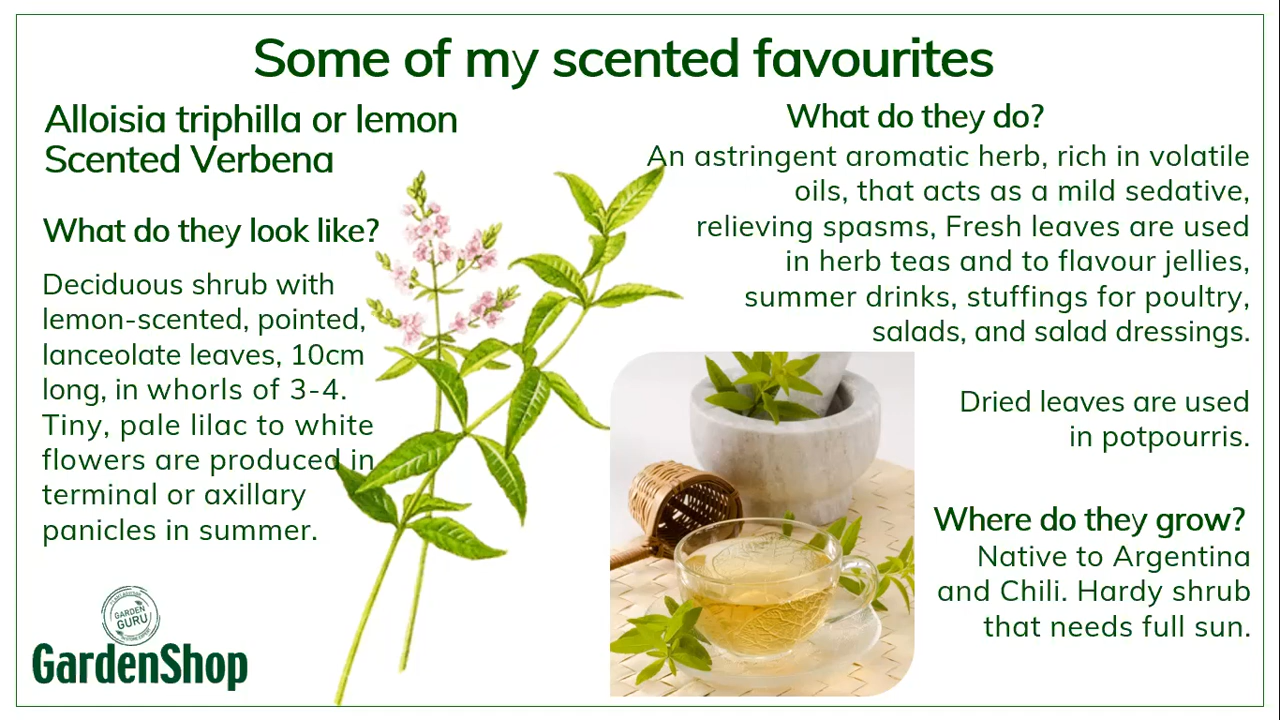 Some of my scented favourites
Alloisia triphilla or lemon
Scented Verbena
What do they look like?
Deciduous shrub with
lemon-scented, pointed,
lanceolate leaves, 10cm
long, in whorls of 3-4.
Tiny, pale lilac to white
flowers are produced in
terminal or axillary
panicles in summer.
GARDEN
GURU
GardenShop
What do they do?
An astringent aromatic herb, rich in volatile
oils, that acts as a mild sedative,
relieving spasms, Fresh leaves are used
in herb teas and to flavour jellies,
summer drinks, stuffings for poultry,
salads, and salad dressings.
Dried leaves are used
in potpourris.
Where do they grow?
Native to Argentina
and Chili. Hardy shrub
that needs full sun.